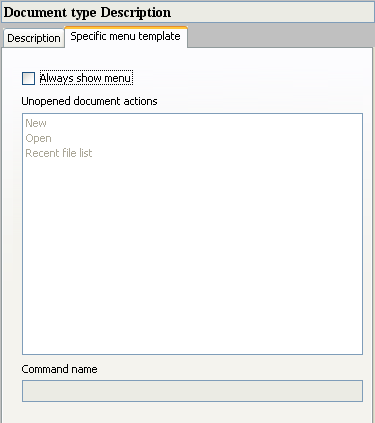 Document type Description
Description
Specific menu template
Always show menu
Unopened document actions
New
Open
Recent file list
Command name